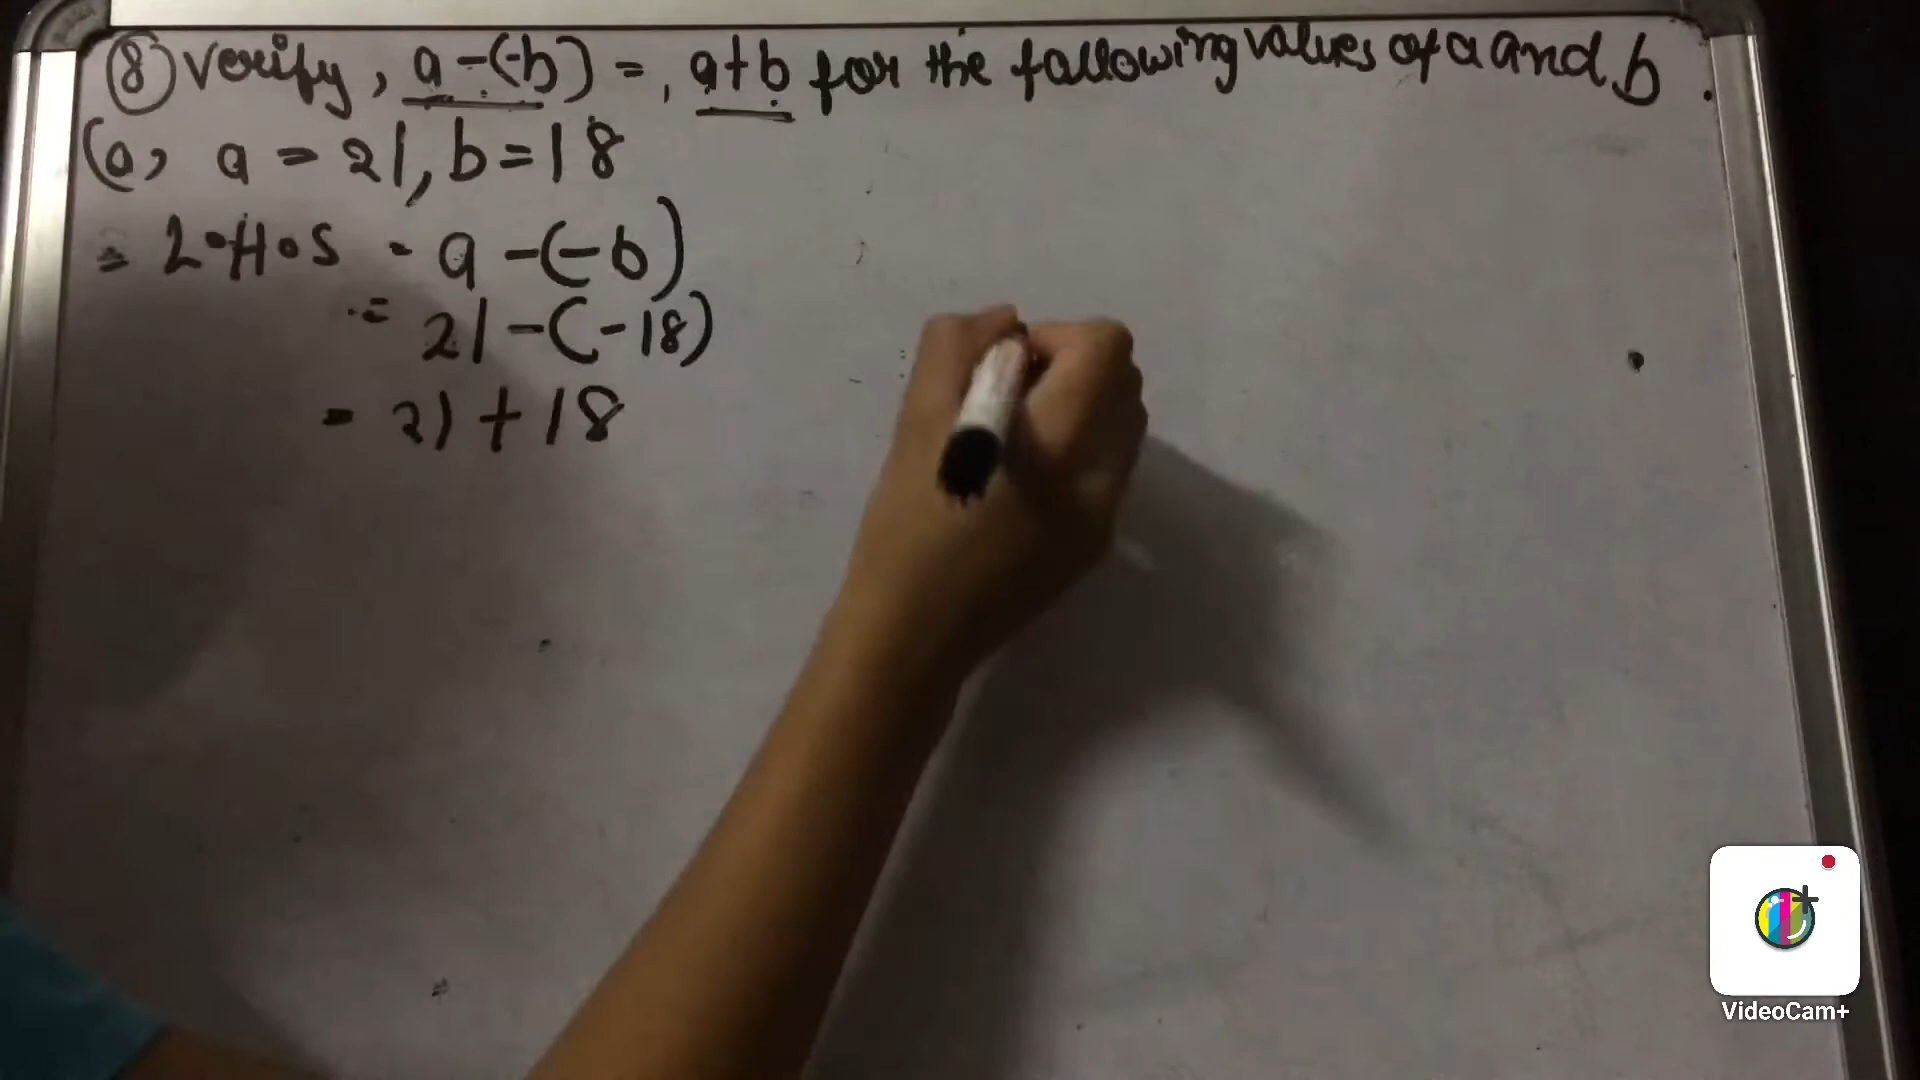 ⑧ Verify, a -(-b) = a+b for the following values of a and b.
(a, a = 21, b = 18
= L.H.S = a -(-b)
= 21 -(-18)
= 21 + 18
VideoCam+